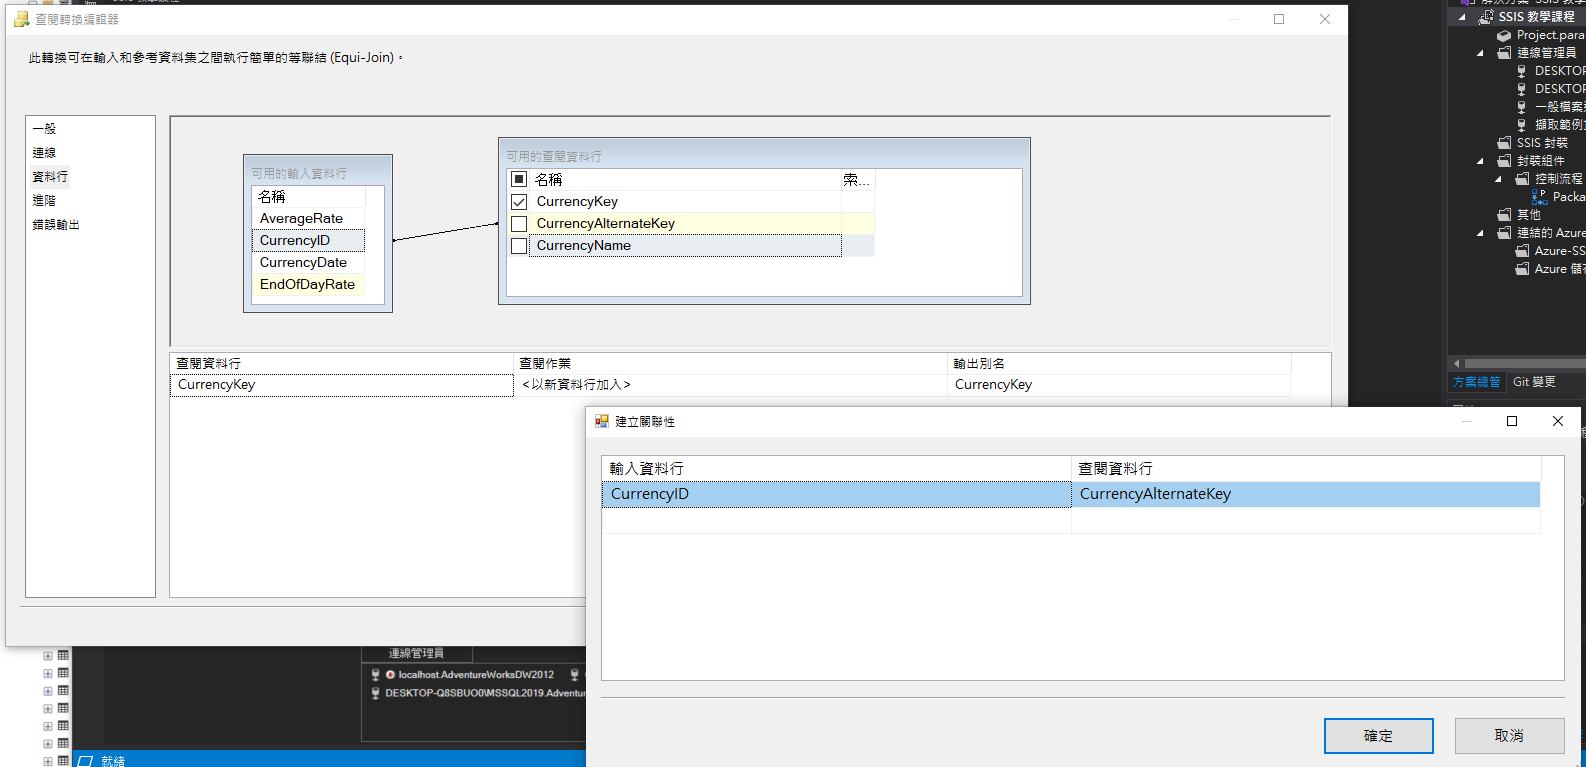 查閱轉換編輯器
此轉換可在輸入和參考資料集之間執行簡單的等聯結 (Equi-Join)。
一般
連線
資料行
進階
錯誤輸出
可用的輸入資料行
名稱
AverageRate
CurrencyID
CurrencyDate
EndOfDayRate
可用的查閱資料行
名稱
索...
CurrencyKey
CurrencyAlternateKey
CurrencyName
查閱資料行
查閱作業
輸出別名
CurrencyKey
<以新資料行加入>
CurrencyKey
建立關聯性
輸入資料行
查閱資料行
CurrencyID
CurrencyAlternateKey
確定
取消
連線管理員
localhost.AdventureWorksDW2012
DESKTOP-Q8SBUO0\MSSQL2019.Adventu
就緒
SSIS 教學課程
Project.para
連線管理員
DESKTOP
DESKTOP
一般檔案
擷取範例
SSIS 封裝
封裝組件
控制流程
Packa
其他
連結的 Azure
Azure-SS
Azure 儲
方案總管
Git 變更